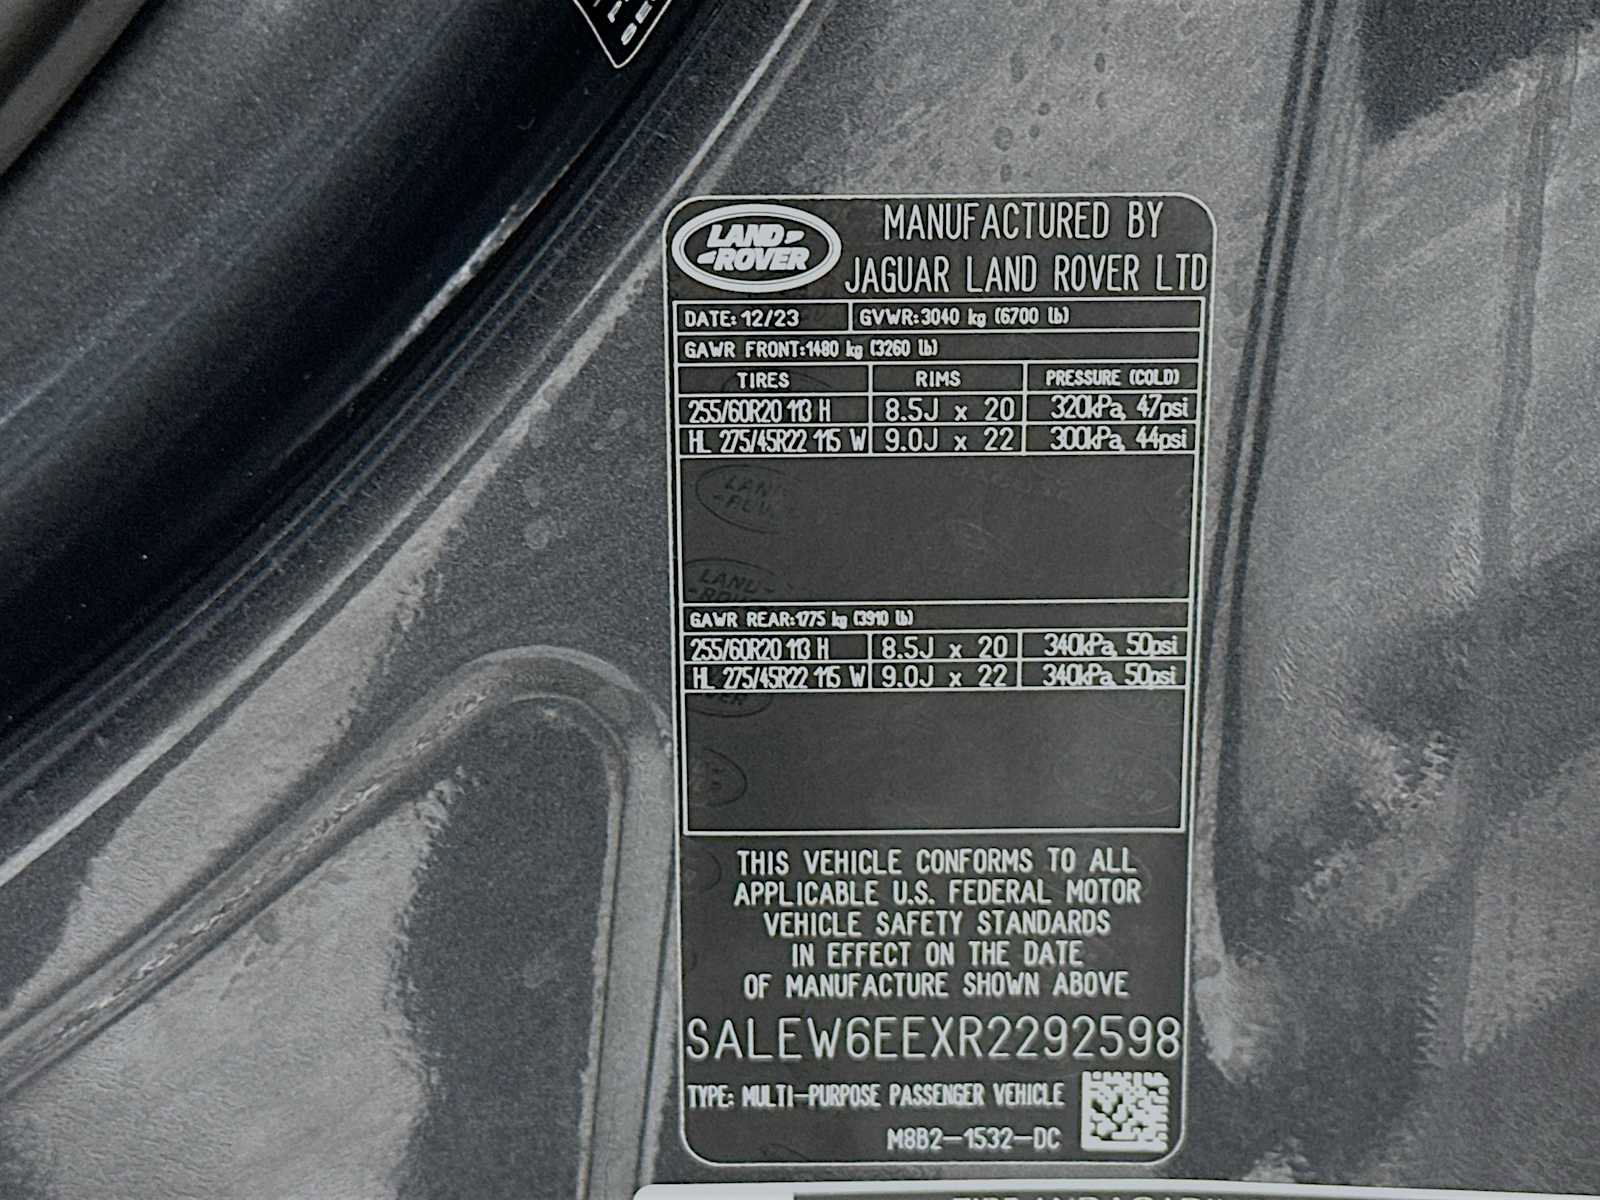 LAND ROVER
MANUFACTURED BY
JAGUAR LAND ROVER LTD
DATE: 12/23 GVWR: 3040 kg (6700 lb)
GAWR FRONT: 1480 kg (3260 lb)
TIRES RIMS PRESSURE (COLD)
255/60R20 113 H 8.5J x 20 320kPa, 47psi
HL 275/45R22 115 W 9.0J x 22 300kPa, 44psi
GAWR REAR: 1775 kg (3910 lb)
255/60R20 113 H 8.5J x 20 340kPa, 50psi
HL 275/45R22 115 W 9.0J x 22 340kPa, 50psi
THIS VEHICLE CONFORMS TO ALL
APPLICABLE U.S. FEDERAL MOTOR
VEHICLE SAFETY STANDARDS
IN EFFECT ON THE DATE
OF MANUFACTURE SHOWN ABOVE
SALEW6EEXR2292598
TYPE: MULTI-PURPOSE PASSENGER VEHICLE
M8B2-1532-DC